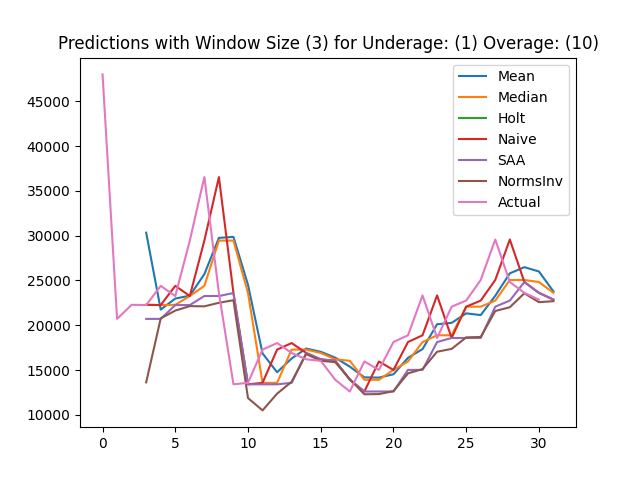 Predictions with Window Size (3) for Underage: (1) Overage: (10)
45000
40000
35000
30000
25000
20000
15000
10000
0
5
10
15
20
25
30
Mean
Median
Holt
Naive
SAA
NormsInv
Actual